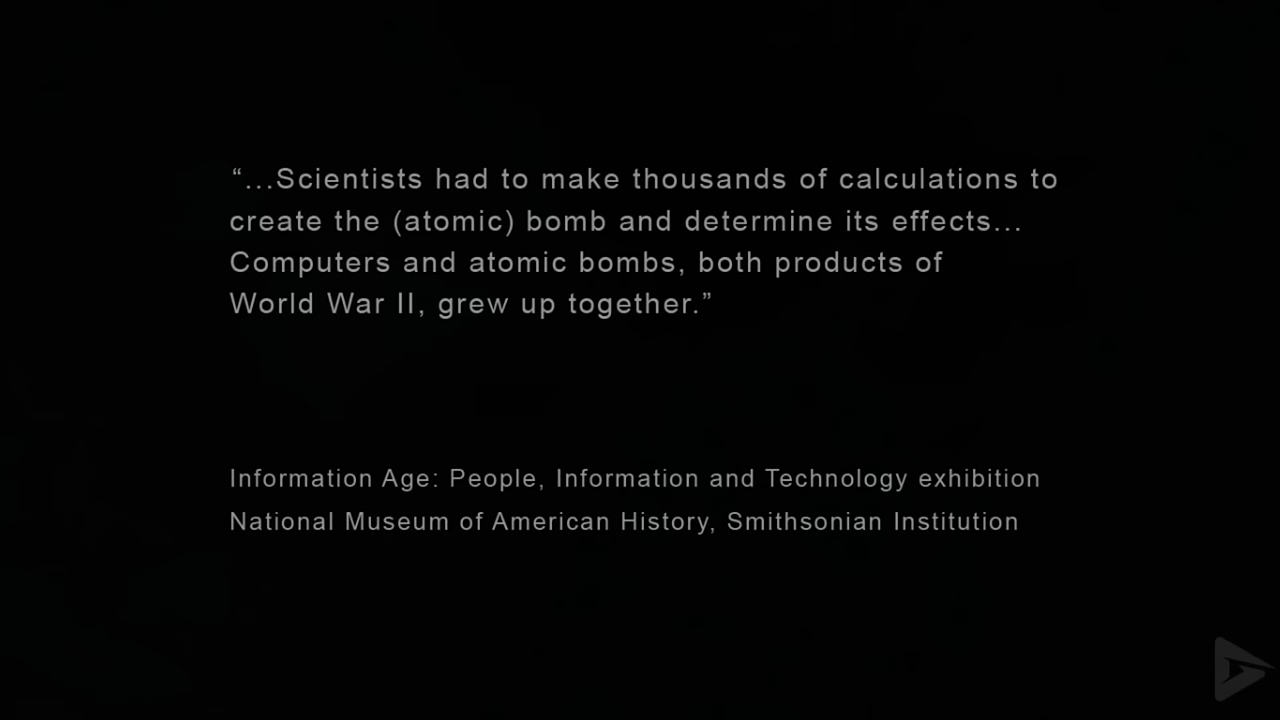 “...Scientists had to make thousands of calculations to
create the (atomic) bomb and determine its effects...
Computers and atomic bombs, both products of
World War II, grew up together.”
Information Age: People, Information and Technology exhibition
National Museum of American History, Smithsonian Institution